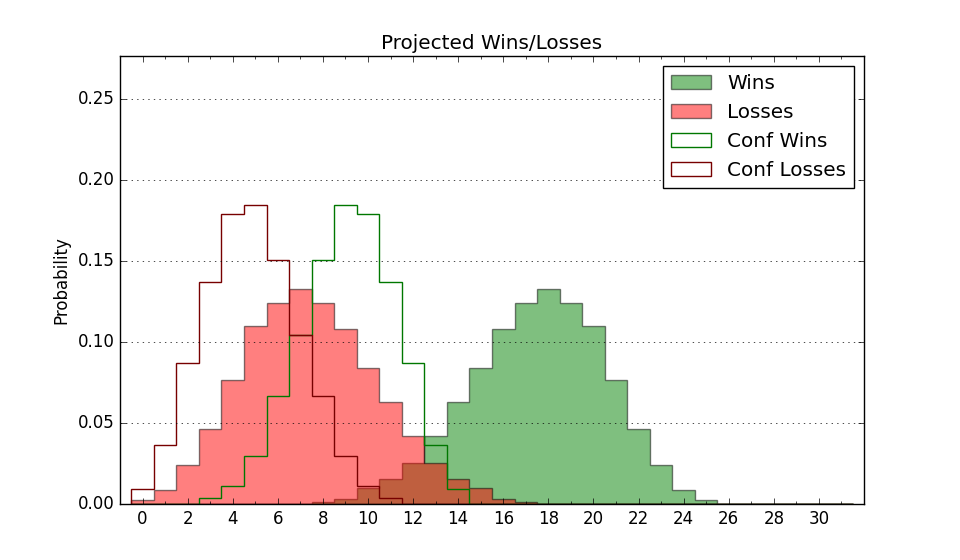 Projected Wins/Losses
Wins
Losses
Conf Wins
Conf Losses
Probability
0.25
0.20
0.15
0.10
0.05
0.00
0 2 4 6 8 10 12 14 16 18 20 22 24 26 28 30